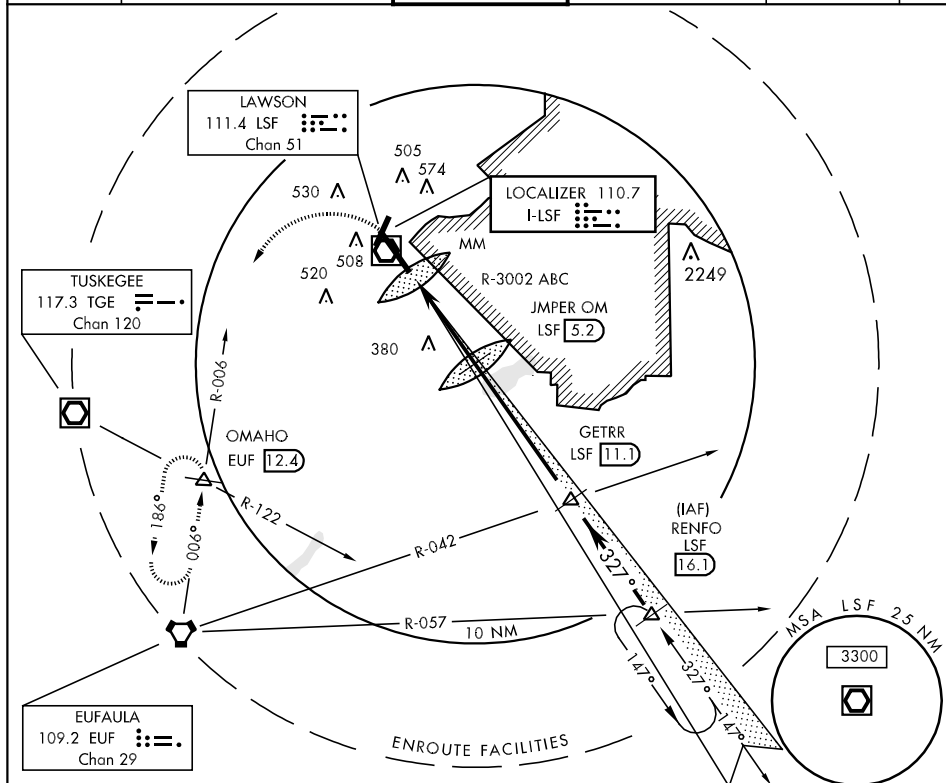 LAWSON
111.4 LSF
Chan 51
505
574
530
LOCALIZER 110.7
I-LSF
MM
508
520
R-3002 ABC
2249
TUSKEGEE
117.3 TGE
Chan 120
JMPER OM
LSF 5.2
380
R-006
OMAHO
EUF 12.4
GETRR
LSF 11.1
186°
006°
R-122
(IAF)
RENFO
LSF
16.1
R-042
327°
R-057
10 NM
MSA LSF 25 NM
3300
147°
327°
147°
EUFAULA
109.2 EUF
Chan 29
ENROUTE FACILITIES